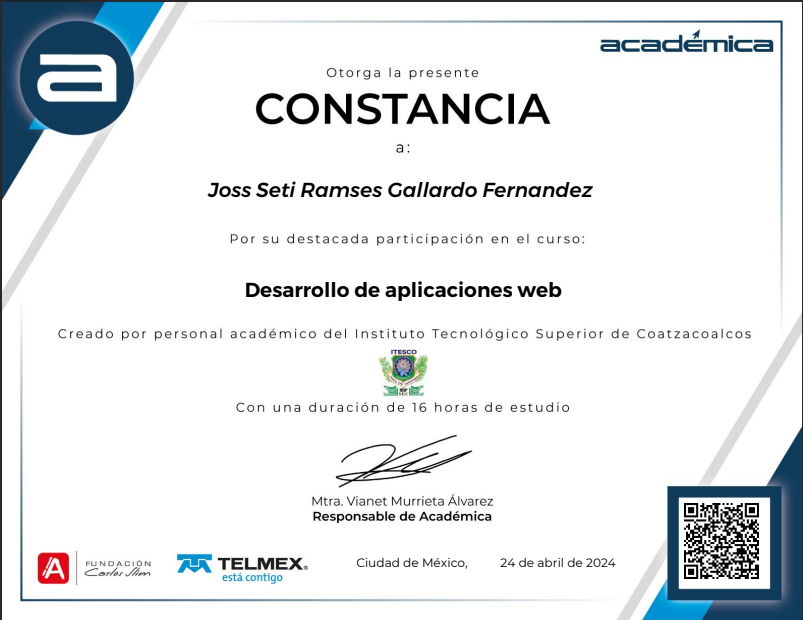 académica
Otorga la presente
CONSTANCIA
a:
Joss Seti Ramses Gallardo Fernandez
Por su destacada participación en el curso:
Desarrollo de aplicaciones web
Creado por personal académico del Instituto Tecnológico Superior de Coatzacoalcos
ITESCO
Con una duración de 16 horas de estudio
Mtra. Vianet Murrieta Álvarez
Responsable de Académica
FUNDACIÓN
Carlos Slim
TELMEX®
está contigo
Ciudad de México, 24 de abril de 2024